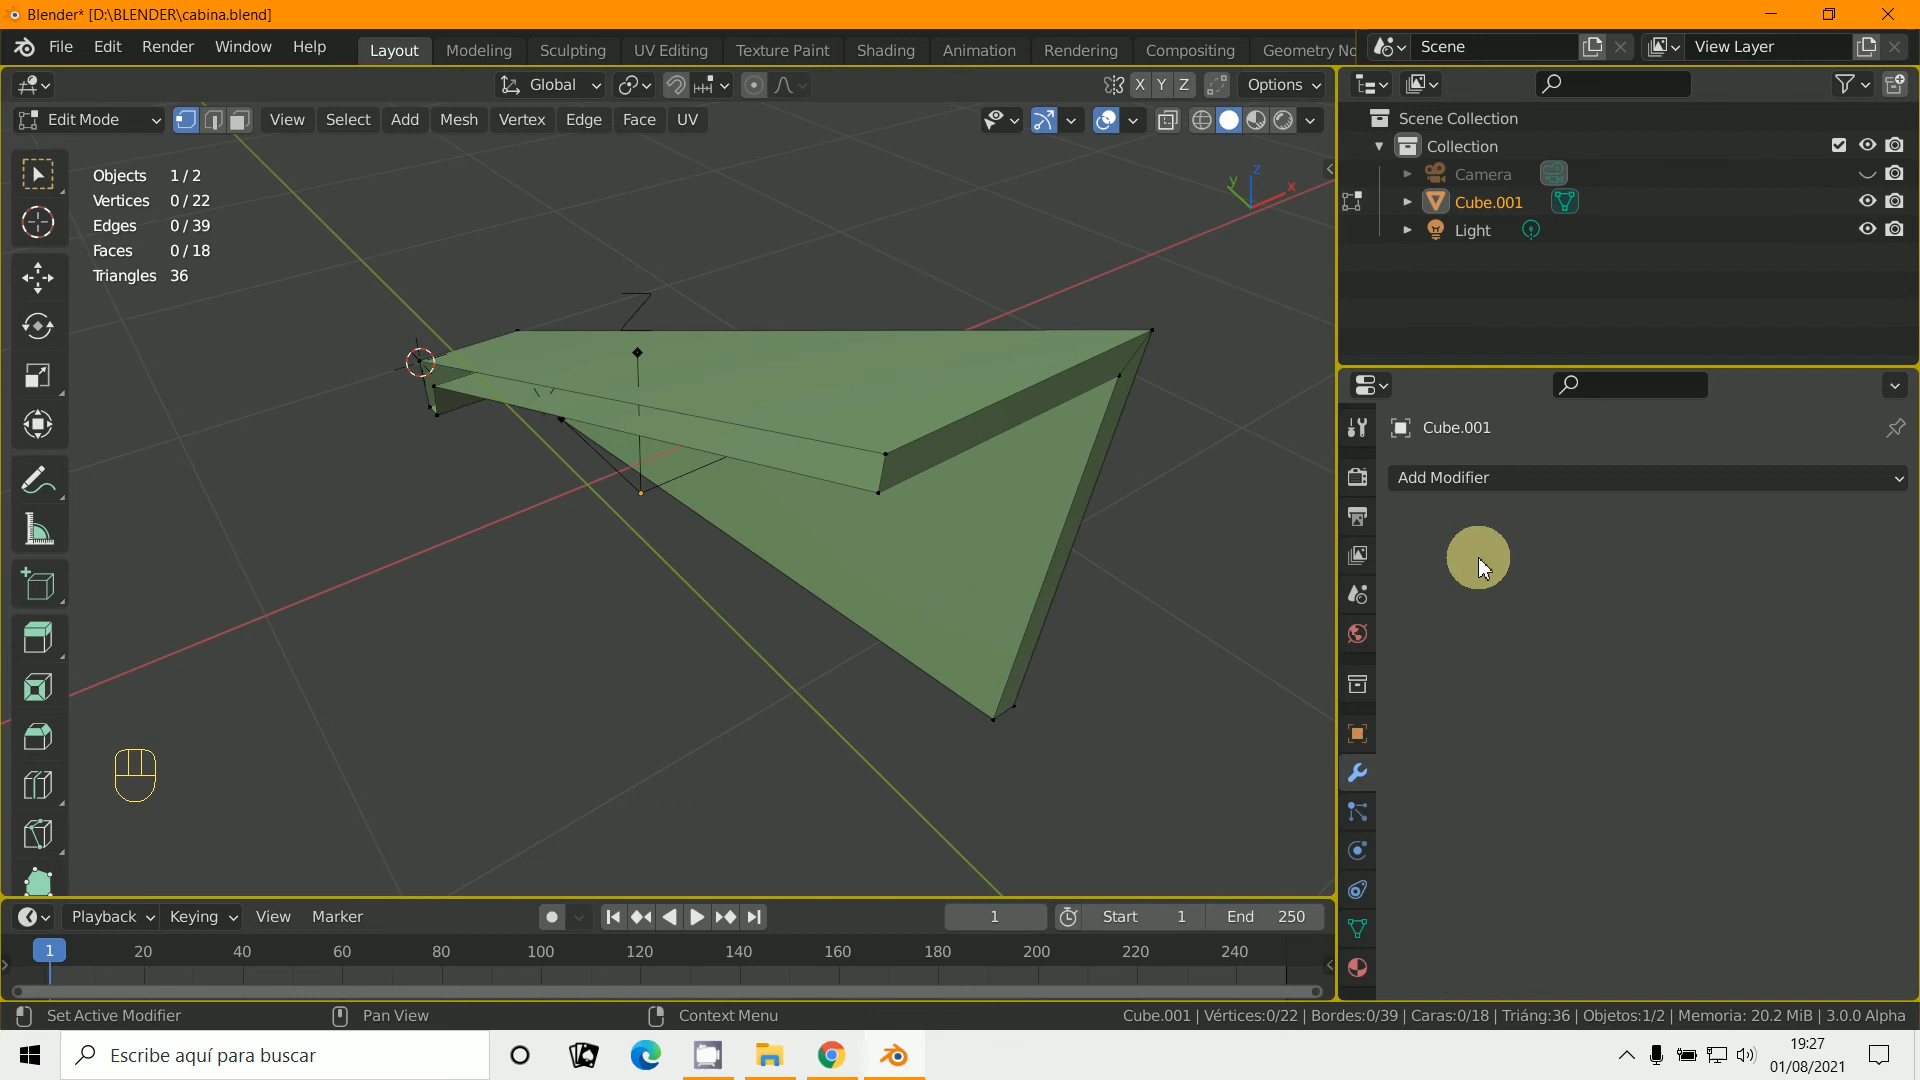 Blender* [D:\BLENDER\cabina.blend]
File Edit Render Window Help Layout Modeling Sculpting UV Editing Texture Paint Shading Animation Rendering Compositing Geometry No Scene View Layer
Global X Y Z Options
Edit Mode View Select Add Mesh Vertex Edge Face UV
Objects 1 / 2
Vertices 0 / 22
Edges 0 / 39
Faces 0 / 18
Triangles 36
z
y
x
Z
Scene Collection
Collection
Camera
Cube.001
Light
Cube.001
Add Modifier
Playback Keying View Marker 1 Start 1 End 250
1 20 40 60 80 100 120 140 160 180 200 220 240
Set Active Modifier Pan View Context Menu Cube.001 | Vértices:0/22 | Bordes:0/39 | Caras:0/18 | Triáng:36 | Objetos:1/2 | Memoria: 20.2 MiB | 3.0.0 Alpha
Escribe aquí para buscar
19:27
01/08/2021